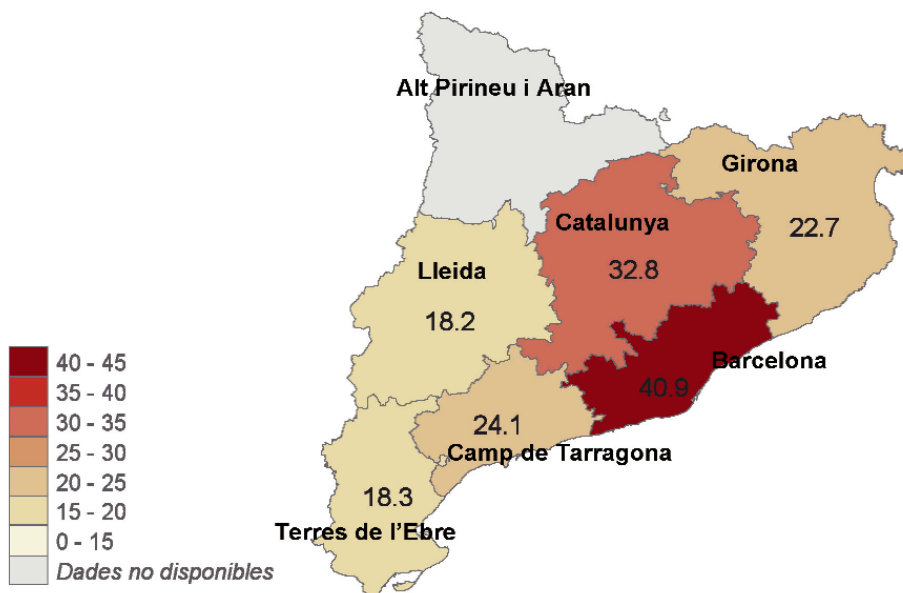 Alt Pirineu i Aran
Girona
22.7
Catalunya
32.8
Lleida
18.2
Barcelona
40.9
24.1
Camp de Tarragona
18.3
Terres de l'Ebre
40 - 45
35 - 40
30 - 35
25 - 30
20 - 25
15 - 20
0 - 15
Dades no disponibles